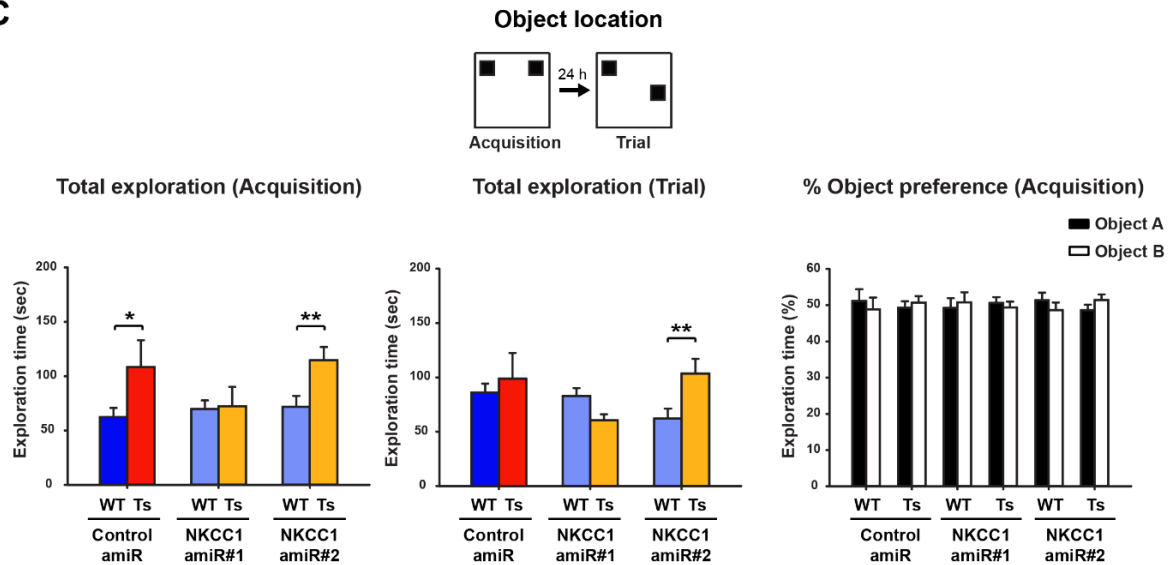 C
Object location
24 h
Acquisition
Trial
Total exploration (Acquisition)
Exploration time (sec)
200
150
100
50
0
*
**
WT Ts WT Ts WT Ts
Control NKCC1 NKCC1
amiR amiR#1 amiR#2
Total exploration (Trial)
Exploration time (sec)
200
150
100
50
0
**
WT Ts WT Ts WT Ts
Control NKCC1 NKCC1
amiR amiR#1 amiR#2
% Object preference (Acquisition)
Object A
Object B
Exploration time (%)
60
50
40
30
20
10
0
WT Ts WT Ts WT Ts
Control NKCC1 NKCC1
amiR amiR#1 amiR#2